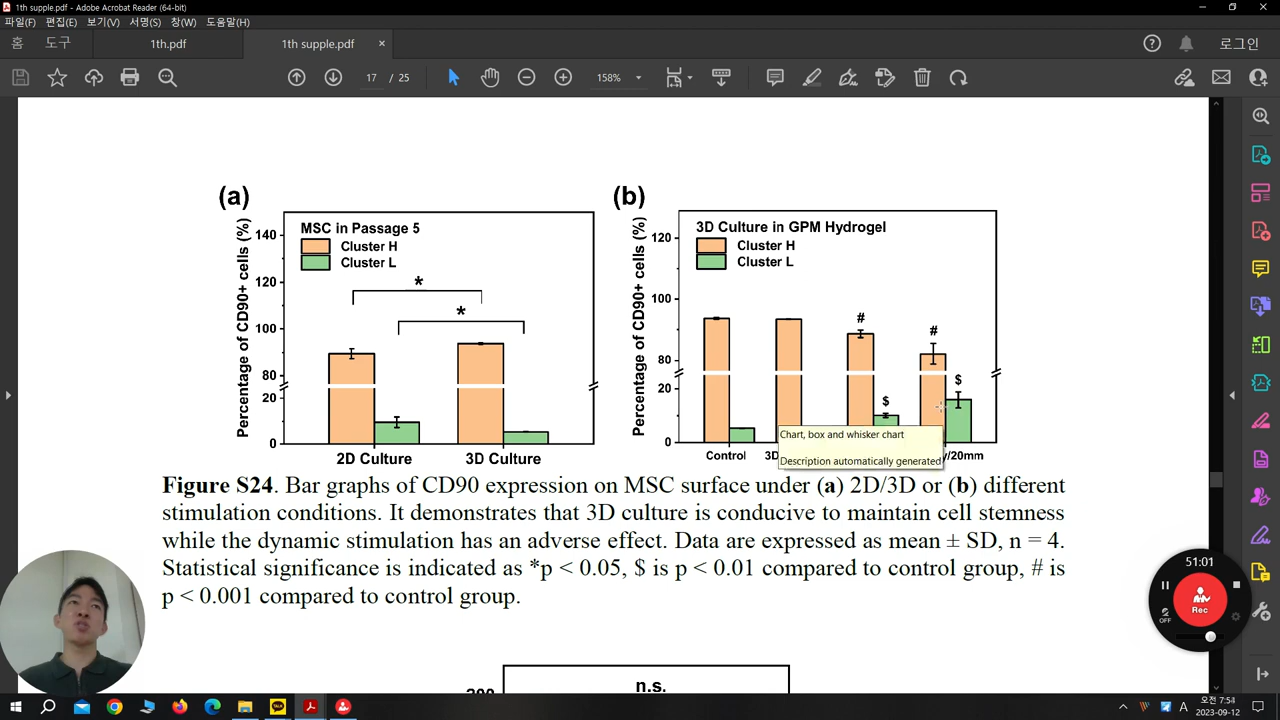 1th supple.pdf - Adobe Acrobat Reader (64-bit)
파일(F) 편집(E) 보기(V) 서명(S) 창(W) 도움말(H)
홈 도구 1th.pdf 1th supple.pdf × 로그인
17 / 25 158%
(a)
MSC in Passage 5
Cluster H
Cluster L
Percentage of CD90+ cells (%)
140
120
100
80
20
0
*
*
2D Culture 3D Culture
(b)
3D Culture in GPM Hydrogel
Cluster H
Cluster L
Percentage of CD90+ cells (%)
120
100
80
20
0
# #
$ $
Control 3D y/20mm
Chart, box and whisker chart
Description automatically generated
Figure S24. Bar graphs of CD90 expression on MSC surface under (a) 2D/3D or (b) different
stimulation conditions. It demonstrates that 3D culture is conducive to maintain cell stemness
while the dynamic stimulation has an adverse effect. Data are expressed as mean ± SD, n = 4.
Statistical significance is indicated as *p < 0.05, $ is p < 0.01 compared to control group, # is
p < 0.001 compared to control group.
n.s.
51:01
Rec
OFF
A
2023-09-12